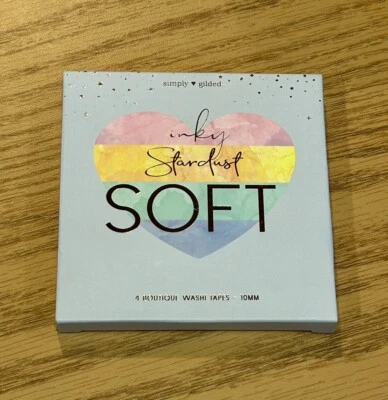 simply ♥ gilded
inky
Stardust
SOFT
4 BOUTIQUE WASHI TAPES - 10MM